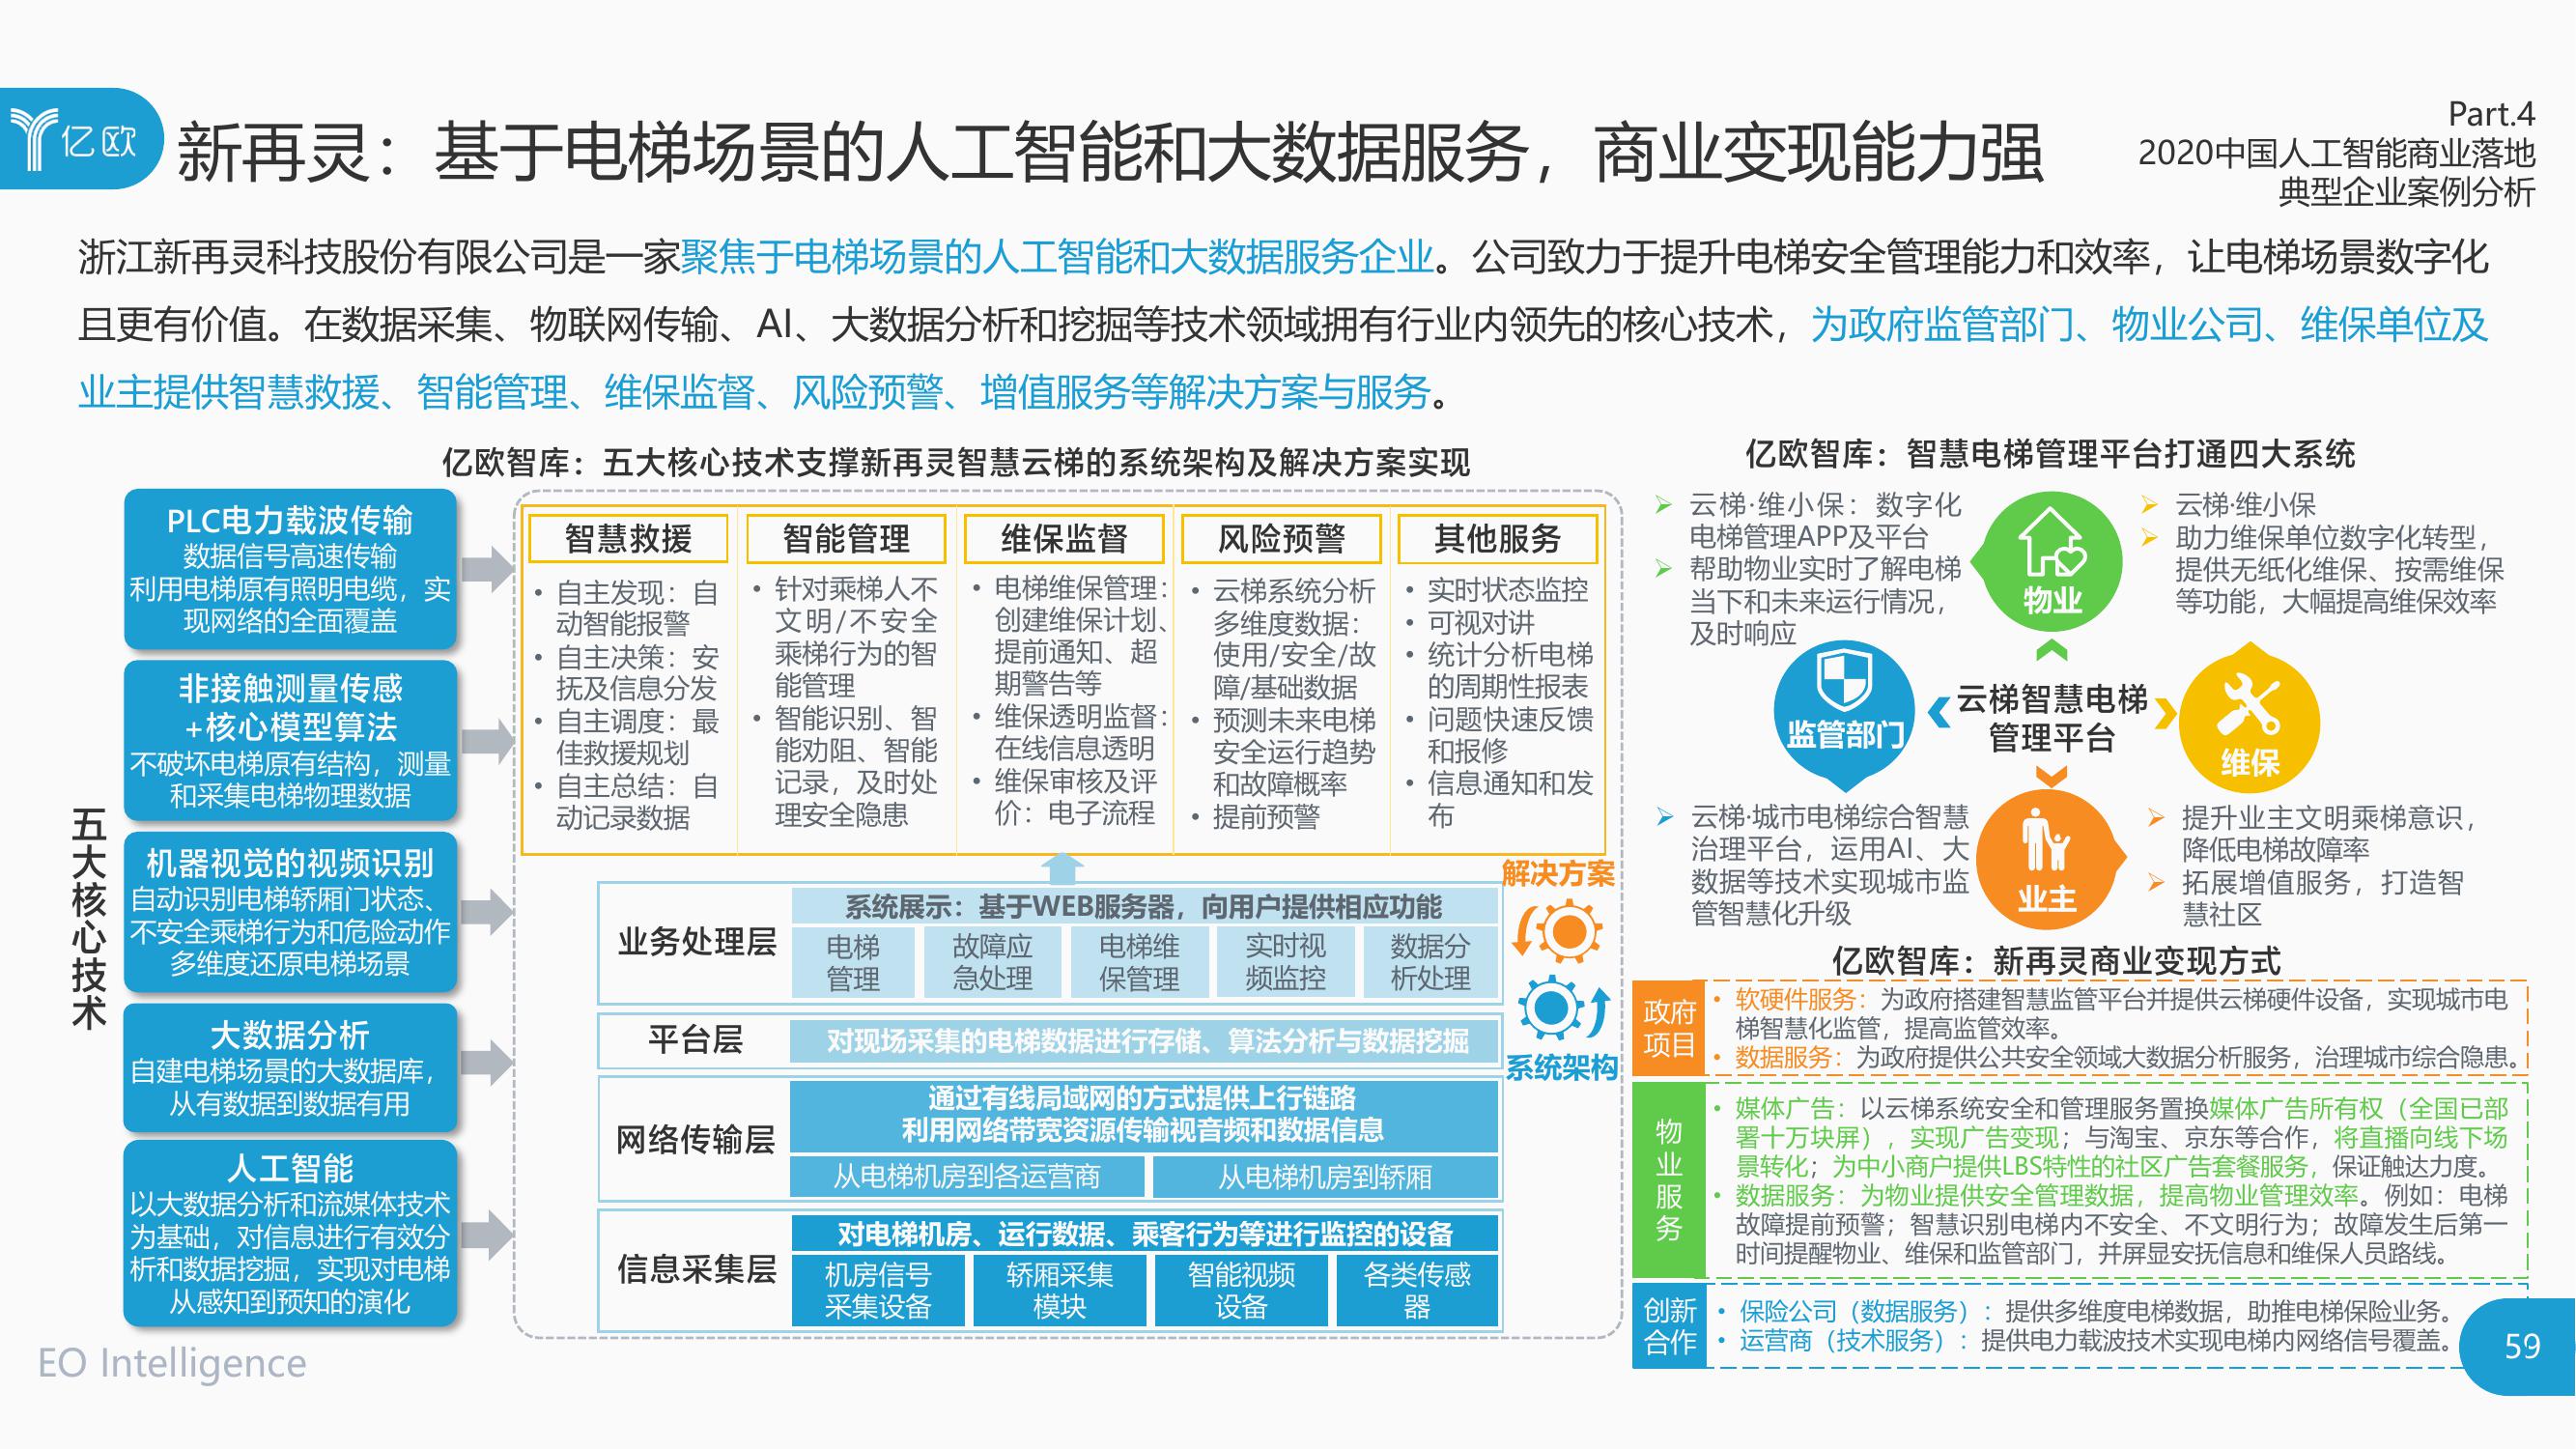 亿欧
新再灵：基于电梯场景的人工智能和大数据服务，商业变现能力强
Part.4
2020中国人工智能商业落地
典型企业案例分析
浙江新再灵科技股份有限公司是一家聚焦于电梯场景的人工智能和大数据服务企业。公司致力于提升电梯安全管理能力和效率，让电梯场景数字化
且更有价值。在数据采集、物联网传输、AI、大数据分析和挖掘等技术领域拥有行业内领先的核心技术，为政府监管部门、物业公司、维保单位及
业主提供智慧救援、智能管理、维保监督、风险预警、增值服务等解决方案与服务。
亿欧智库：五大核心技术支撑新再灵智慧云梯的系统架构及解决方案实现
五大核心技术
PLC电力载波传输
数据信号高速传输
利用电梯原有照明电缆，实
现网络的全面覆盖
非接触测量传感
+核心模型算法
不破坏电梯原有结构，测量
和采集电梯物理数据
机器视觉的视频识别
自动识别电梯轿厢门状态、
不安全乘梯行为和危险动作
多维度还原电梯场景
大数据分析
自建电梯场景的大数据库，
从有数据到数据有用
人工智能
以大数据分析和流媒体技术
为基础，对信息进行有效分
析和数据挖掘，实现对电梯
从感知到预知的演化
智慧救援
• 自主发现：自
动智能报警
• 自主决策：安
抚及信息分发
• 自主调度：最
佳救援规划
• 自主总结：自
动记录数据
智能管理
• 针对乘梯人不
文明/不安全
乘梯行为的智
能管理
• 智能识别、智
能劝阻、智能
记录，及时处
理安全隐患
维保监督
• 电梯维保管理：
创建维保计划、
提前通知、超
期警告等
• 维保透明监督：
在线信息透明
• 维保审核及评
价：电子流程
风险预警
• 云梯系统分析
多维度数据：
使用/安全/故
障/基础数据
• 预测未来电梯
安全运行趋势
和故障概率
• 提前预警
其他服务
• 实时状态监控
• 可视对讲
• 统计分析电梯
的周期性报表
• 问题快速反馈
和报修
• 信息通知和发
布
解决方案
系统架构
业务处理层
系统展示：基于WEB服务器，向用户提供相应功能
电梯
管理
故障应
急处理
电梯维
保管理
实时视
频监控
数据分
析处理
平台层
对现场采集的电梯数据进行存储、算法分析与数据挖掘
网络传输层
通过有线局域网的方式提供上行链路
利用网络带宽资源传输视音频和数据信息
从电梯机房到各运营商
从电梯机房到轿厢
信息采集层
对电梯机房、运行数据、乘客行为等进行监控的设备
机房信号
采集设备
轿厢采集
模块
智能视频
设备
各类传感
器
亿欧智库：智慧电梯管理平台打通四大系统
云梯·维小保：数字化
电梯管理APP及平台
帮助物业实时了解电梯
当下和未来运行情况，
及时响应
物业
云梯·维小保
助力维保单位数字化转型，
提供无纸化维保、按需维保
等功能，大幅提高维保效率
监管部门
云梯智慧电梯
管理平台
维保
云梯·城市电梯综合智慧
治理平台，运用AI、大
数据等技术实现城市监
管智慧化升级
业主
提升业主文明乘梯意识，
降低电梯故障率
拓展增值服务，打造智
慧社区
亿欧智库：新再灵商业变现方式
政府
项目
• 软硬件服务：为政府搭建智慧监管平台并提供云梯硬件设备，实现城市电
梯智慧化监管，提高监管效率。
• 数据服务：为政府提供公共安全领域大数据分析服务，治理城市综合隐患。
物业服务
• 媒体广告：以云梯系统安全和管理服务置换媒体广告所有权（全国已部
署十万块屏），实现广告变现；与淘宝、京东等合作，将直播向线下场
景转化；为中小商户提供LBS特性的社区广告套餐服务，保证触达力度。
• 数据服务：为物业提供安全管理数据，提高物业管理效率。例如：电梯
故障提前预警；智慧识别电梯内不安全、不文明行为；故障发生后第一
时间提醒物业、维保和监管部门，并屏显安抚信息和维保人员路线。
创新
合作
• 保险公司（数据服务）：提供多维度电梯数据，助推电梯保险业务。
• 运营商（技术服务）：提供电力载波技术实现电梯内网络信号覆盖。
EO Intelligence
59